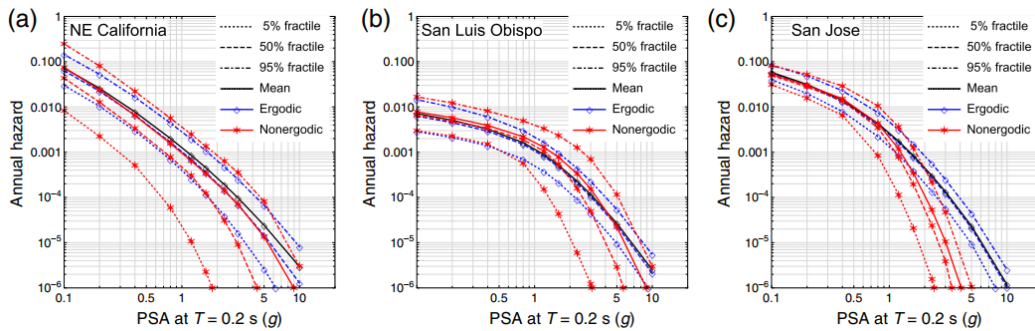 (a)
NE California
5% fractile
50% fractile
95% fractile
Mean
Ergodic
Nonergodic
Annual hazard
1
0.100
0.010
0.001
10⁻⁴
10⁻⁵
10⁻⁶
0.1
0.5
1
5
10
PSA at T = 0.2 s (g)
(b)
San Luis Obispo
5% fractile
50% fractile
95% fractile
Mean
Ergodic
Nonergodic
Annual hazard
1
0.100
0.010
0.001
10⁻⁴
10⁻⁵
10⁻⁶
0.5
1
5
10
PSA at T = 0.2 s (g)
(c)
San Jose
5% fractile
50% fractile
95% fractile
Mean
Ergodic
Nonergodic
Annual hazard
1
0.100
0.010
0.001
10⁻⁴
10⁻⁵
10⁻⁶
0.1
0.5
1
5
10
PSA at T = 0.2 s (g)